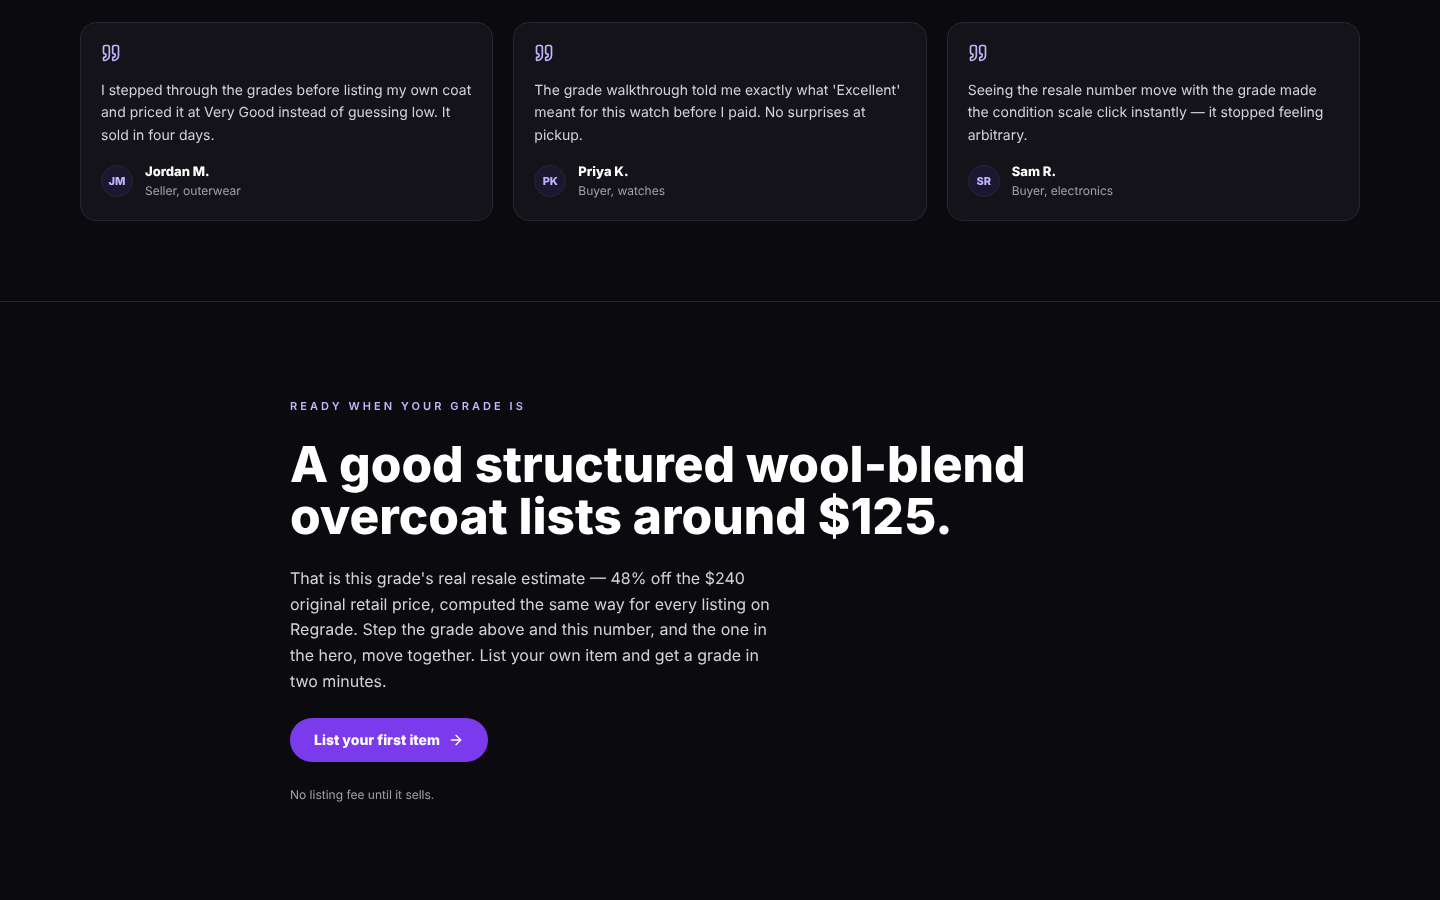 I stepped through the grades before listing my own coat
and priced it at Very Good instead of guessing low. It
sold in four days.
JM
Jordan M.
Seller, outerwear
The grade walkthrough told me exactly what 'Excellent'
meant for this watch before I paid. No surprises at
pickup.
PK
Priya K.
Buyer, watches
Seeing the resale number move with the grade made
the condition scale click instantly — it stopped feeling
arbitrary.
SR
Sam R.
Buyer, electronics
READY WHEN YOUR GRADE IS
A good structured wool-blend
overcoat lists around $125.
That is this grade's real resale estimate — 48% off the $240
original retail price, computed the same way for every listing on
Regrade. Step the grade above and this number, and the one in
the hero, move together. List your own item and get a grade in
two minutes.
List your first item
No listing fee until it sells.